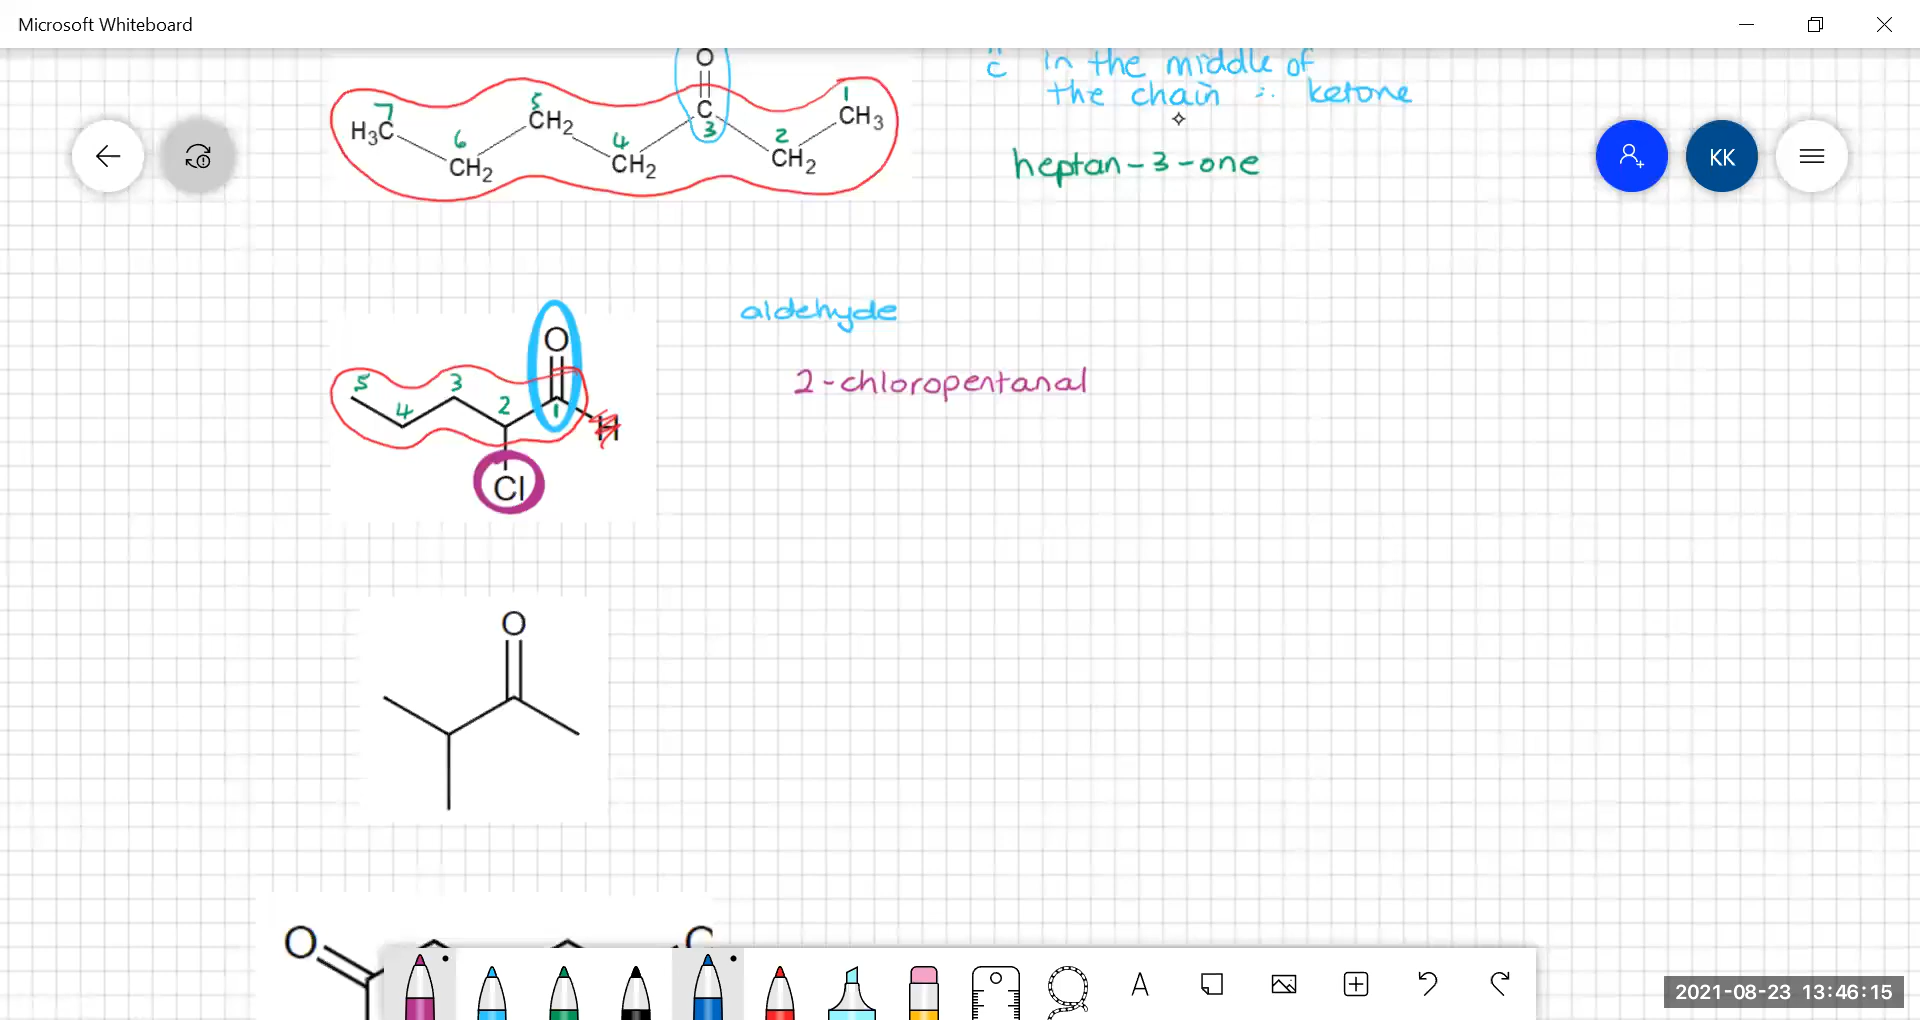 Microsoft Whiteboard
O
C in the middle of
the chain ∴ ketone
7 6 5 4 3 2 1
H3C CH2 CH2 CH2 C CH2 CH3
heptan-3-one
KK
aldehyde
O
5 4 3 2 1
H
Cl
2-chloropentanal
O
O C
A
2021-08-23 13:46:15